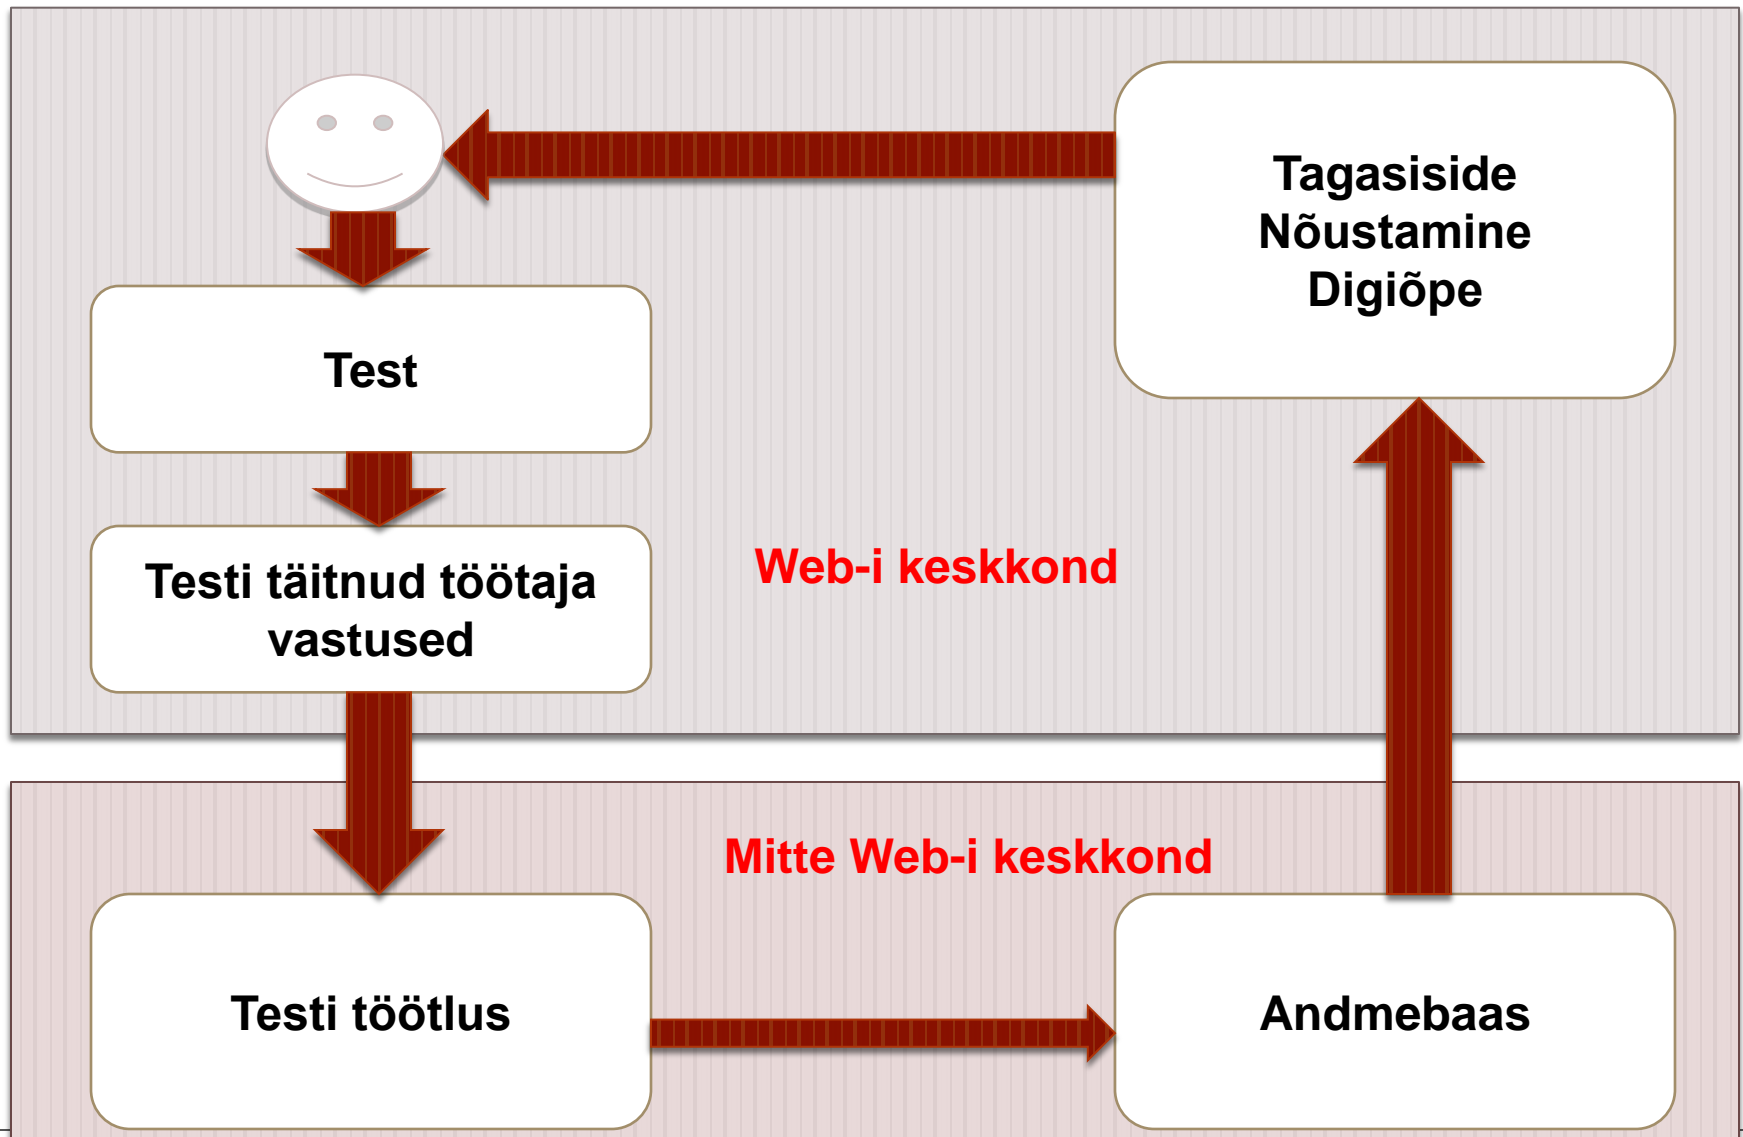 Tagasiside
Nõustamine
Digiõpe
Test
Testi täitnud töötaja
vastused
Web-i keskkond
Mitte Web-i keskkond
Testi töötlus
Andmebaas